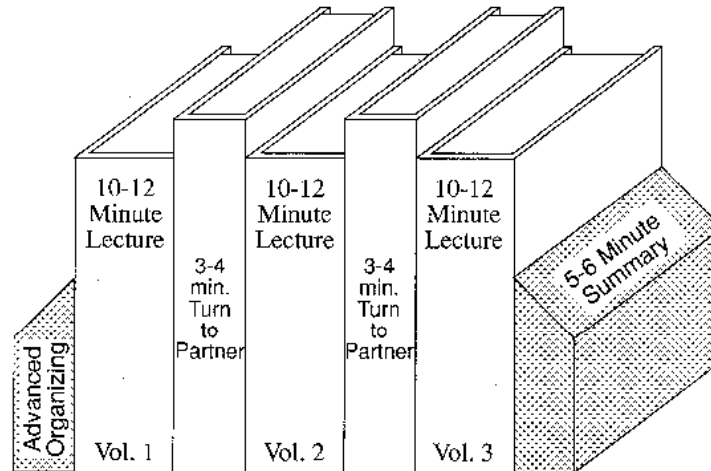 Advanced
Organizing
10-12
Minute
Lecture
Vol. 1
3-4
min.
Turn
to
Partner
10-12
Minute
Lecture
Vol. 2
3-4
min.
Turn
to
Partner
10-12
Minute
Lecture
Vol. 3
5-6 Minute
Summary